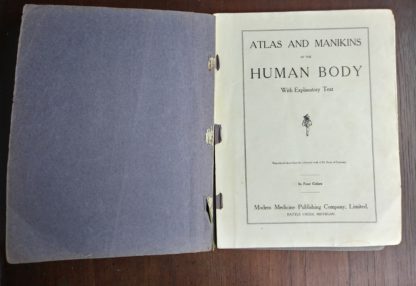 ATLAS AND MANIKINS
OF THE
HUMAN BODY
With Explanatory Text
In Four Colors
Modern Medicine Publishing Company, Limited,
BATTLE CREEK, MICHIGAN.